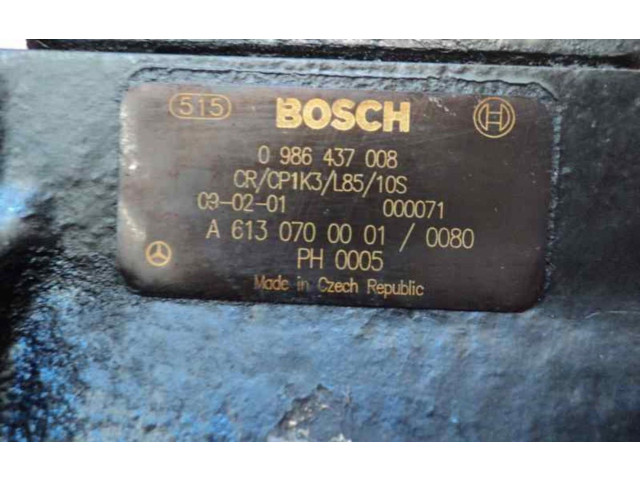 515 BOSCH
0 986 437 008
CR/CP1K3/L85/10S
09-02-01 000071
A 613 070 00 01 / 0080
PH 0005
Made in Czech Republic